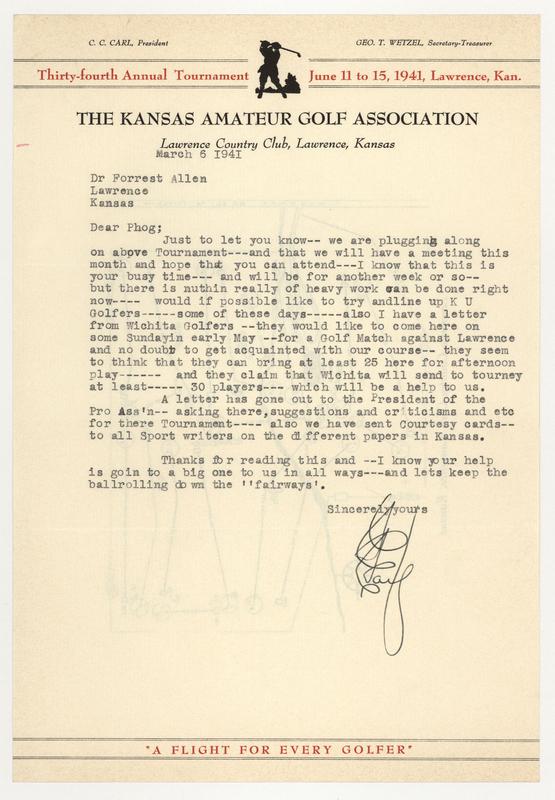 C. C. CARL, President
GEO. T. WETZEL, Secretary-Treasurer
Thirty-fourth Annual Tournament
June 11 to 15, 1941, Lawrence, Kan.
THE KANSAS AMATEUR GOLF ASSOCIATION
Lawrence Country Club, Lawrence, Kansas
March 6 1941
Dr Forrest Allen
Lawrence
Kansas
Dear Phog;
Just to let you know-- we are plugging along
on above Tournament---and that we will have a meeting this
month and hope that you can attend---I know that this is
your busy time--- and will be for another week or so--
but there is nuthin really of heavy work can be done right
now---- would if possible like to try andline up K U
Golfers-----some of these days-----also I have a letter
from Wichita Golfers --they would like to come here on
some Sundayin early May --for a Golf Match against Lawrence
and no doubt to get acquainted with our course-- they seem
to think that they can bring at least 25 here for afternoon
play------ and they claim that Wichita will send to tourney
at least----- 30 players--- which will be a help to us.
A letter has gone out to the President of the
Pro Ass'n-- asking there,suggestions and criticisms and etc
for there Tournament---- also we have sent Courtesy cards--
to all Sport writers on the different papers in Kansas.
Thanks for reading this and --I know your help
is goin to a big one to us in all ways---and lets keep the
ballrolling down the ''fairways'.
Sincerelyyours
Carl
"A FLIGHT FOR EVERY GOLFER"